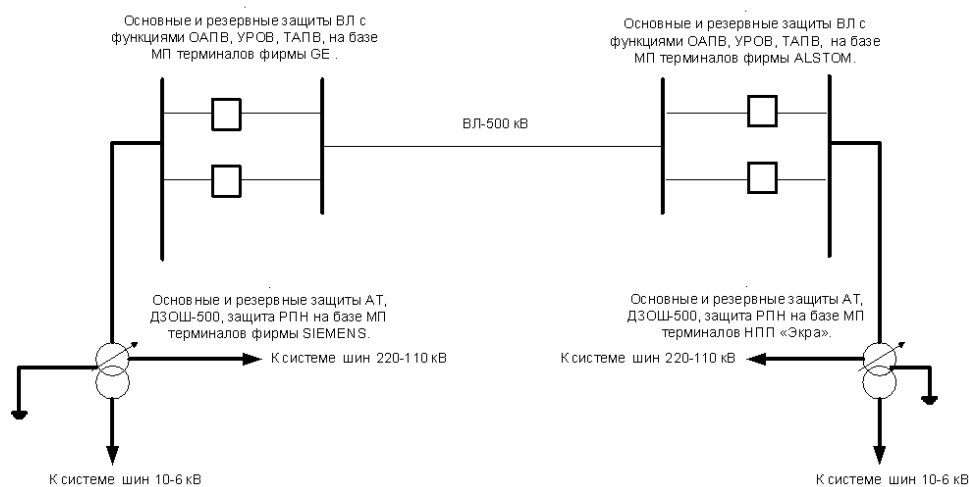 Основные и резервные защиты ВЛ с
функциями ОАПВ, УРОВ, ТАПВ, на базе
МП терминалов фирмы GE .
Основные и резервные защиты ВЛ с
функциями ОАПВ, УРОВ, ТАПВ, на базе
МП терминалов фирмы ALSTOM.
ВЛ-500 кВ
Основные и резервные защиты АТ,
ДЗОШ-500, защита РПН на базе МП
терминалов фирмы SIEMENS.
К системе шин 220-110 кВ
Основные и резервные защиты АТ,
ДЗОШ-500, защита РПН на базе МП
терминалов НПП «Экра».
К системе шин 220-110 кВ
К системе шин 10-6 кВ
К системе шин 10-6 кВ